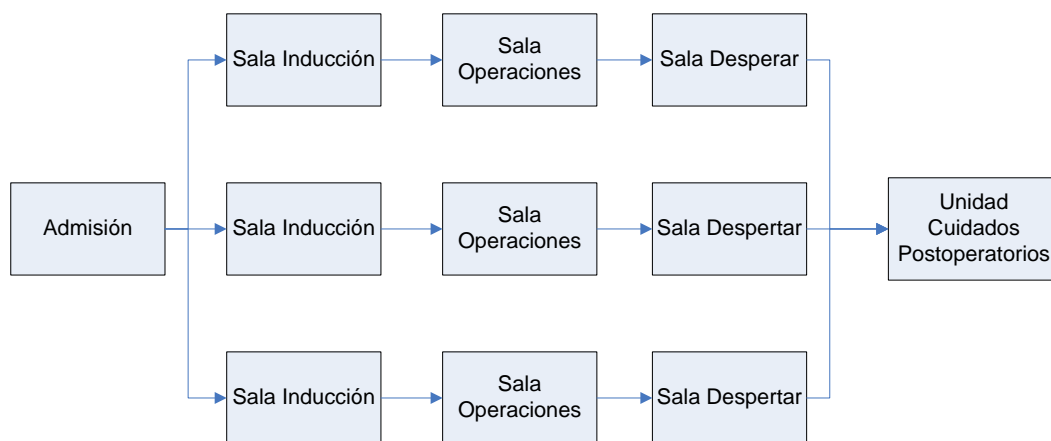 Sala Inducción
Sala
Operaciones
Sala Desperar
Admisión
Sala Inducción
Sala
Operaciones
Sala Despertar
Unidad
Cuidados
Postoperatorios
Sala Inducción
Sala
Operaciones
Sala Despertar